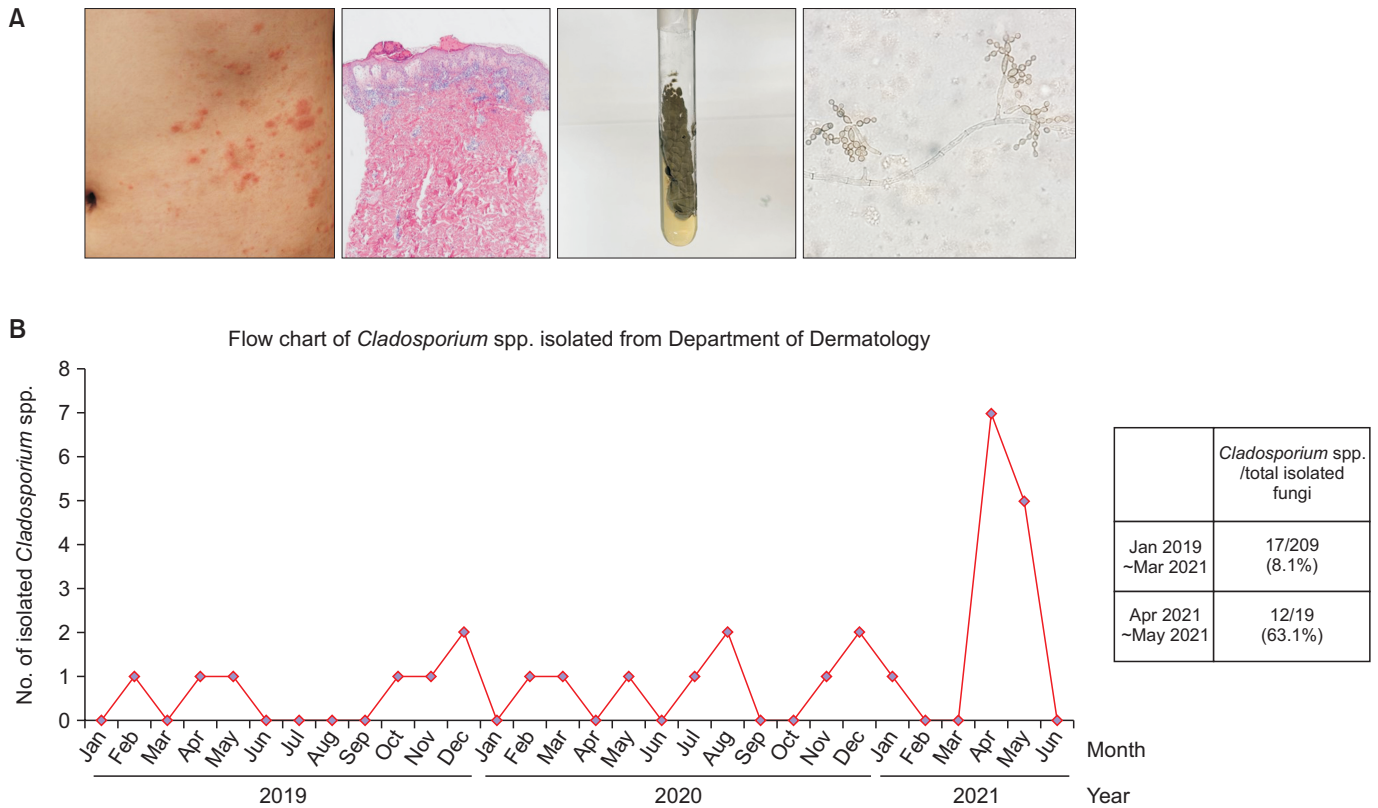 A
B
Flow chart of Cladosporium spp. isolated from Department of Dermatology
No. of isolated Cladosporium spp.
8
7
6
5
4
3
2
1
0
Jan Feb Mar Apr May Jun Jul Aug Sep Oct Nov Dec Jan Feb Mar Apr May Jun Jul Aug Sep Oct Nov Dec Jan Feb Mar Apr May Jun
Month
2019 2020 2021
Year
Cladosporium spp.
/total isolated
fungi
Jan 2019
~Mar 2021
17/209
(8.1%)
Apr 2021
~May 2021
12/19
(63.1%)